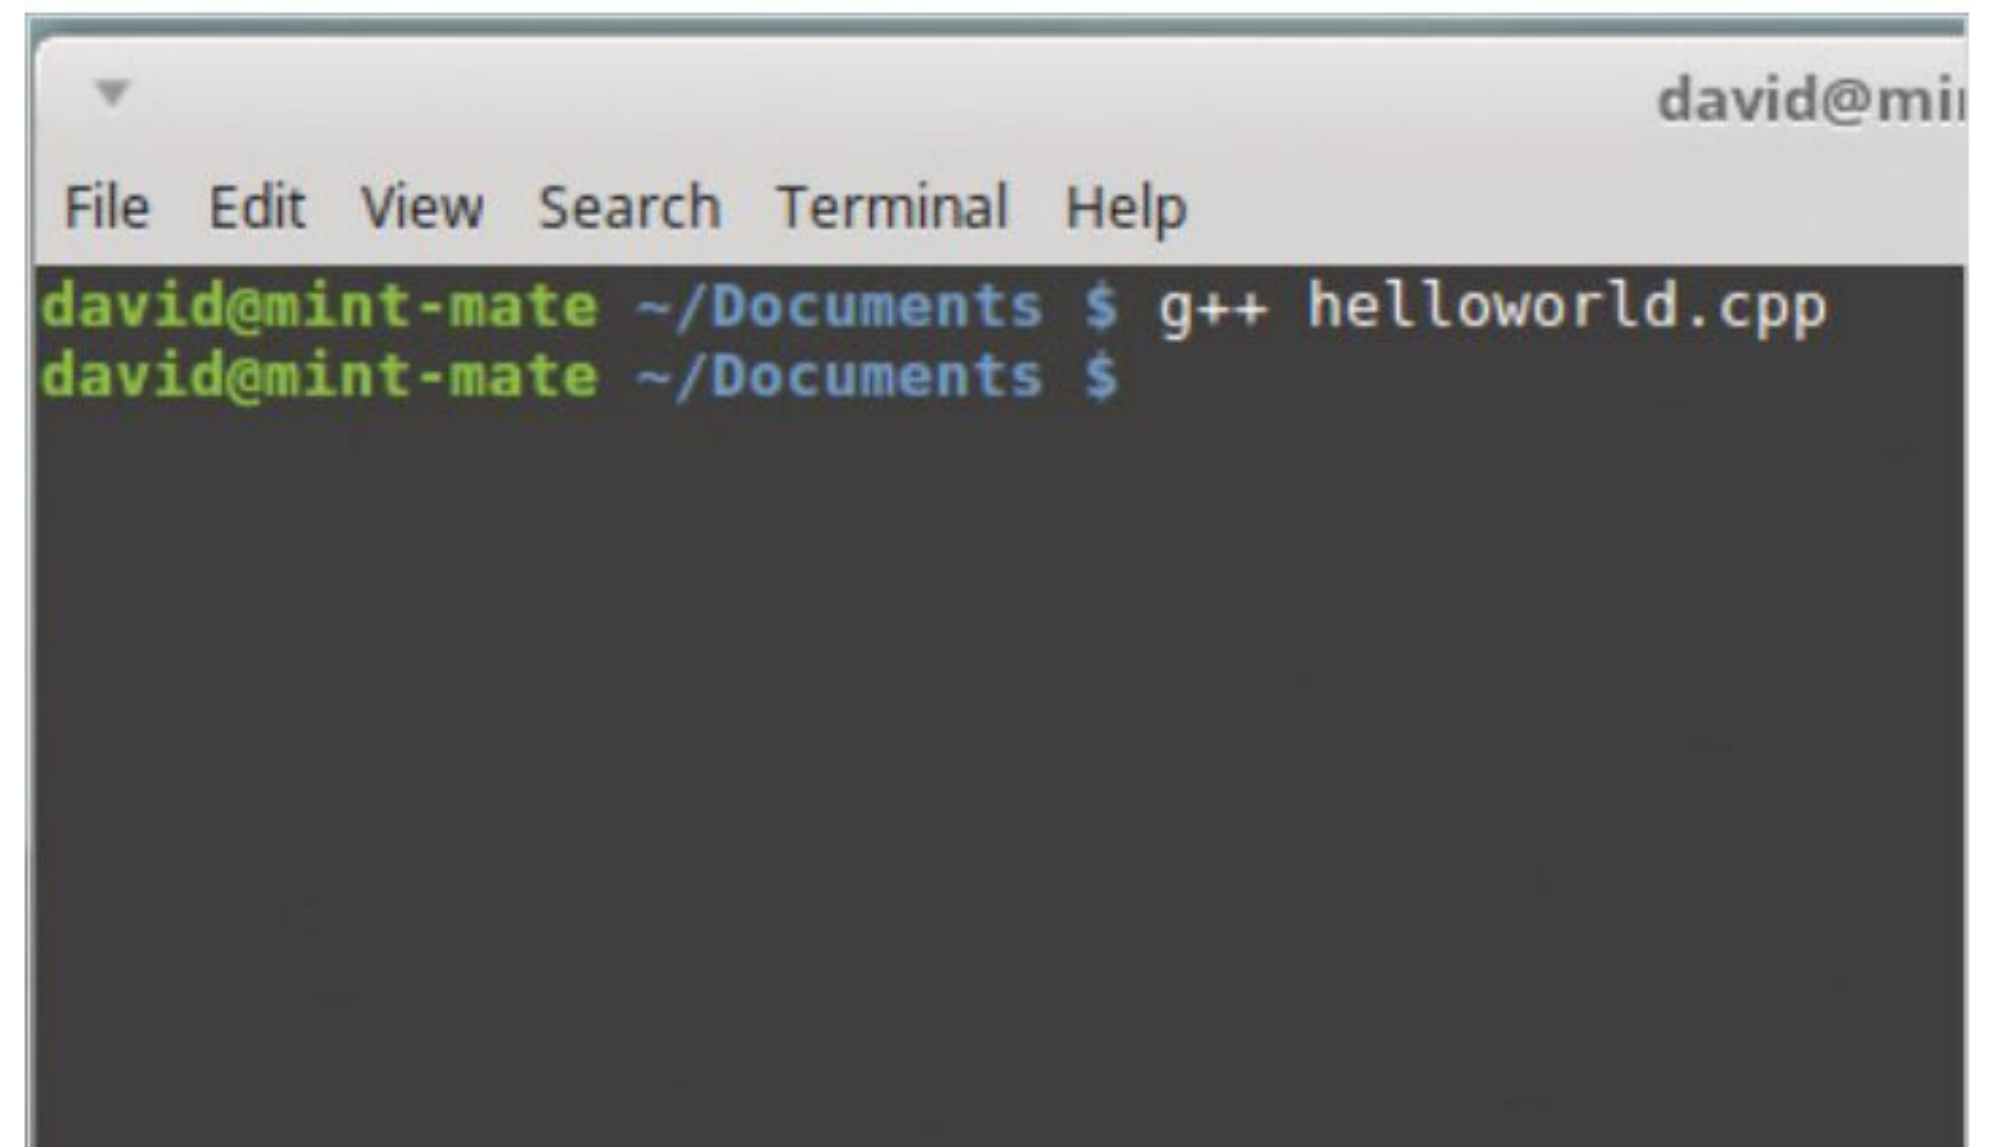 david@mi
File Edit View Search Terminal Help
david@mint-mate ~/Documents $ g++ helloworld.cpp
david@mint-mate ~/Documents $